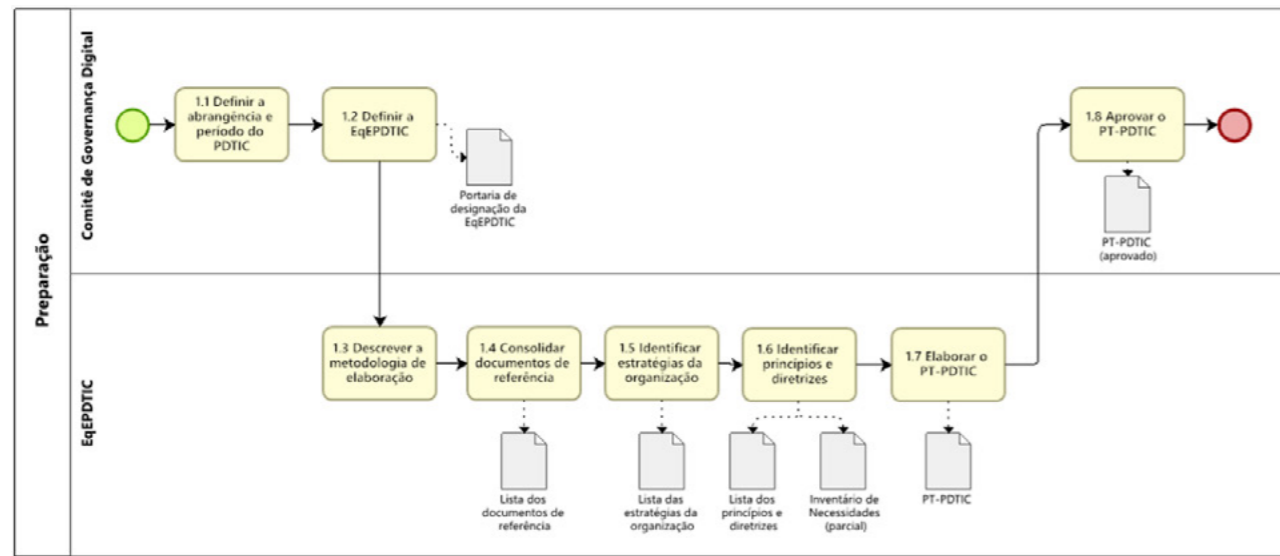 Preparação
Comitê de Governança Digital
1.1 Definir a
abrangência e
período do
PDTIC
1.2 Definir a
EqEPDTIC
Portaria de
designação da
EqEPDTIC
1.8 Aprovar o
PT-PDTIC
PT-PDTIC
(aprovado)
EqEPDTIC
1.3 Descrever a
metodologia de
elaboração
1.4 Consolidar
documentos de
referência
Lista dos
documentos de
referência
1.5 Identificar
estratégias da
organização
Lista das
estratégias da
organização
1.6 Identificar
princípios e
diretrizes
Lista dos
princípios e
diretrizes
Inventário de
Necessidades
(parcial)
1.7 Elaborar o
PT-PDTIC
PT-PDTIC